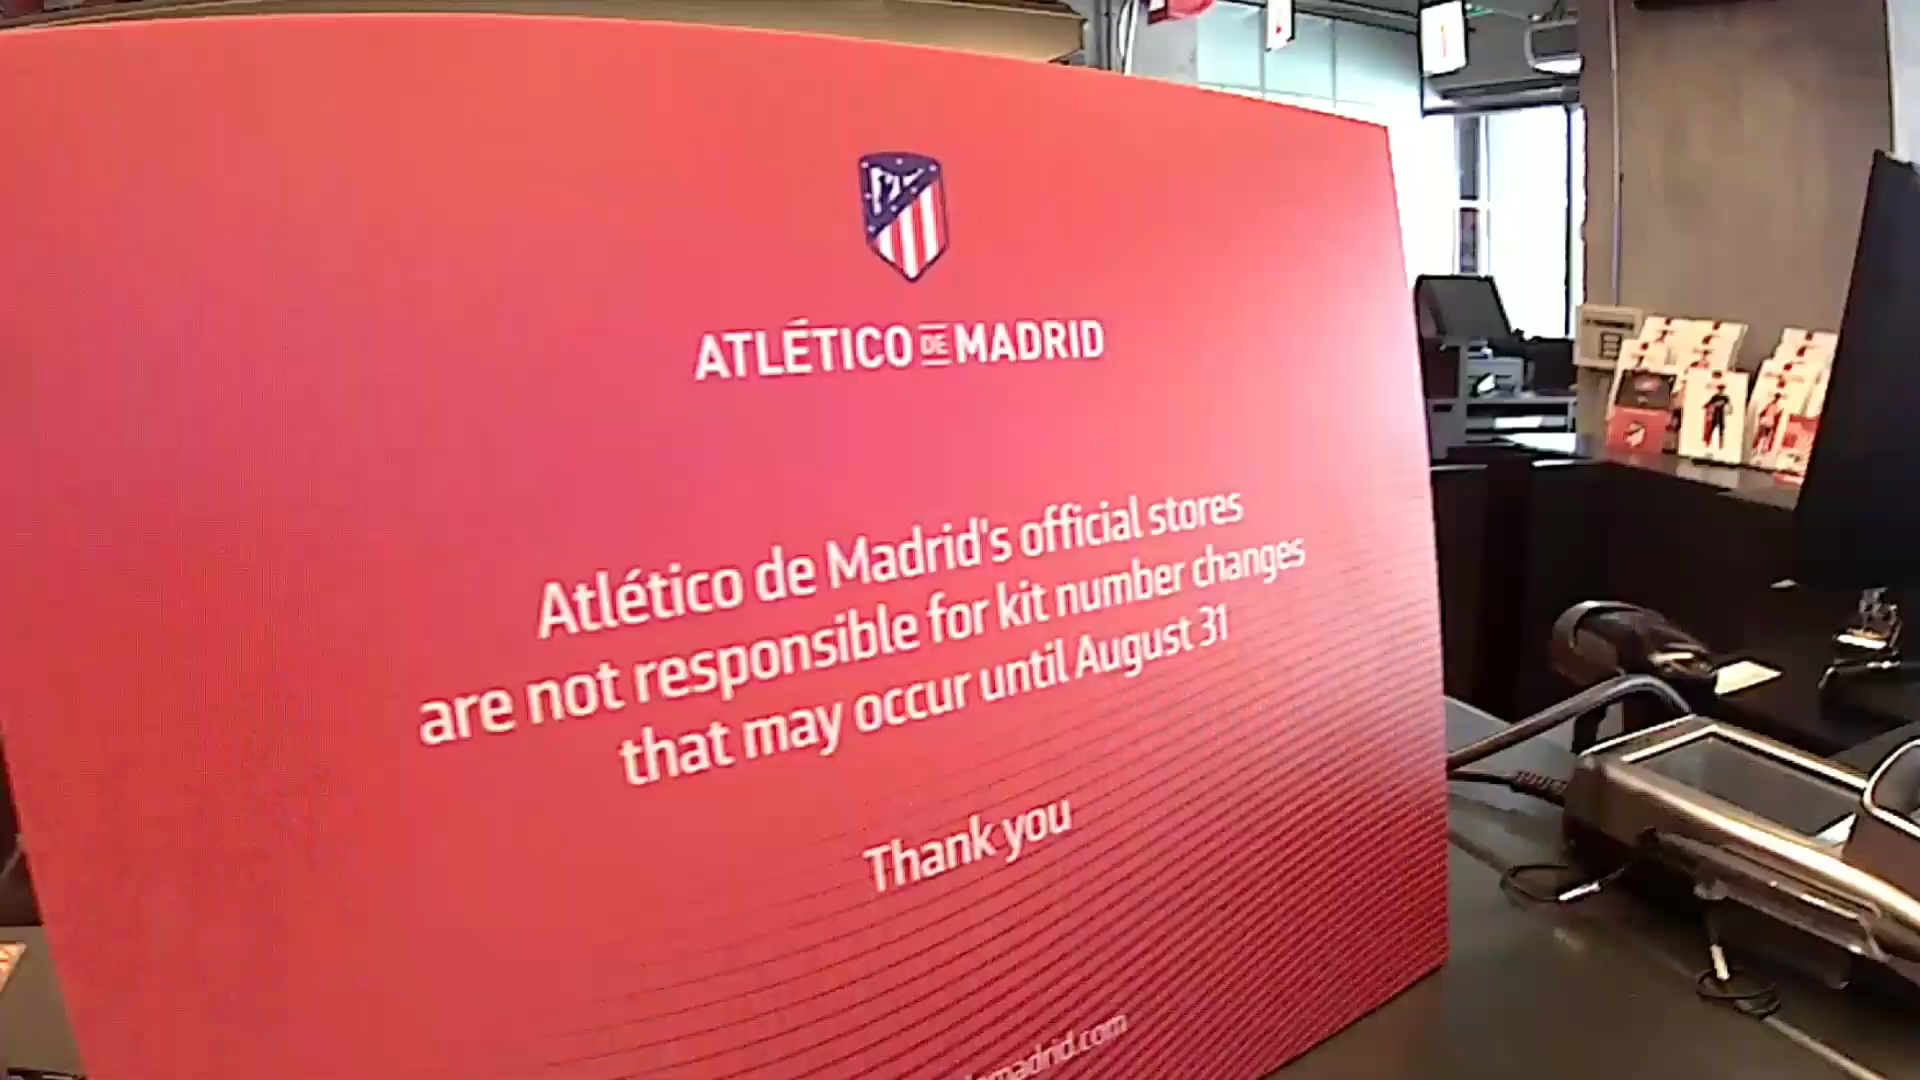 ATLÉTICO DE MADRID
Atlético de Madrid's official stores
are not responsible for kit number changes
that may occur until August 31
Thank you